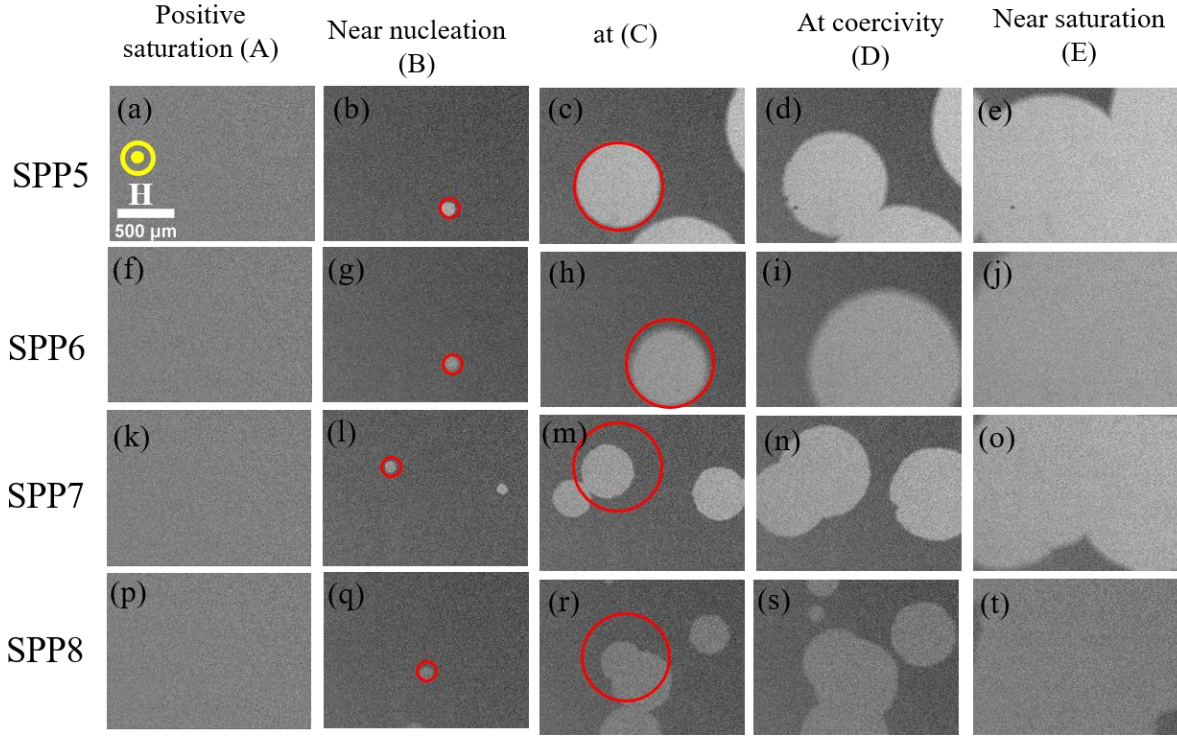 Positive
saturation (A)
Near nucleation
(B)
at (C)
At coercivity
(D)
Near saturation
(E)
SPP5
(a)
H
500 µm
(b)
(c)
(d)
(e)
SPP6
(f)
(g)
(h)
(i)
(j)
SPP7
(k)
(l)
(m)
(n)
(o)
SPP8
(p)
(q)
(r)
(s)
(t)